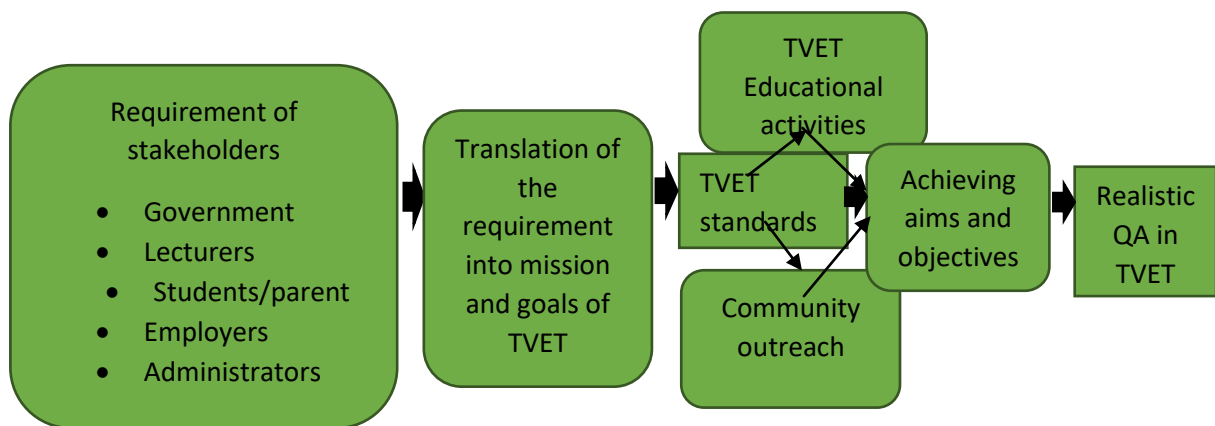 Requirement of
stakeholders
• Government
• Lecturers
• Students/parent
• Employers
• Administrators
Translation of
the
requirement
into mission
and goals of
TVET
TVET
Educational
activities
TVET
standards
Community
outreach
Achieving
aims and
objectives
Realistic
QA in
TVET